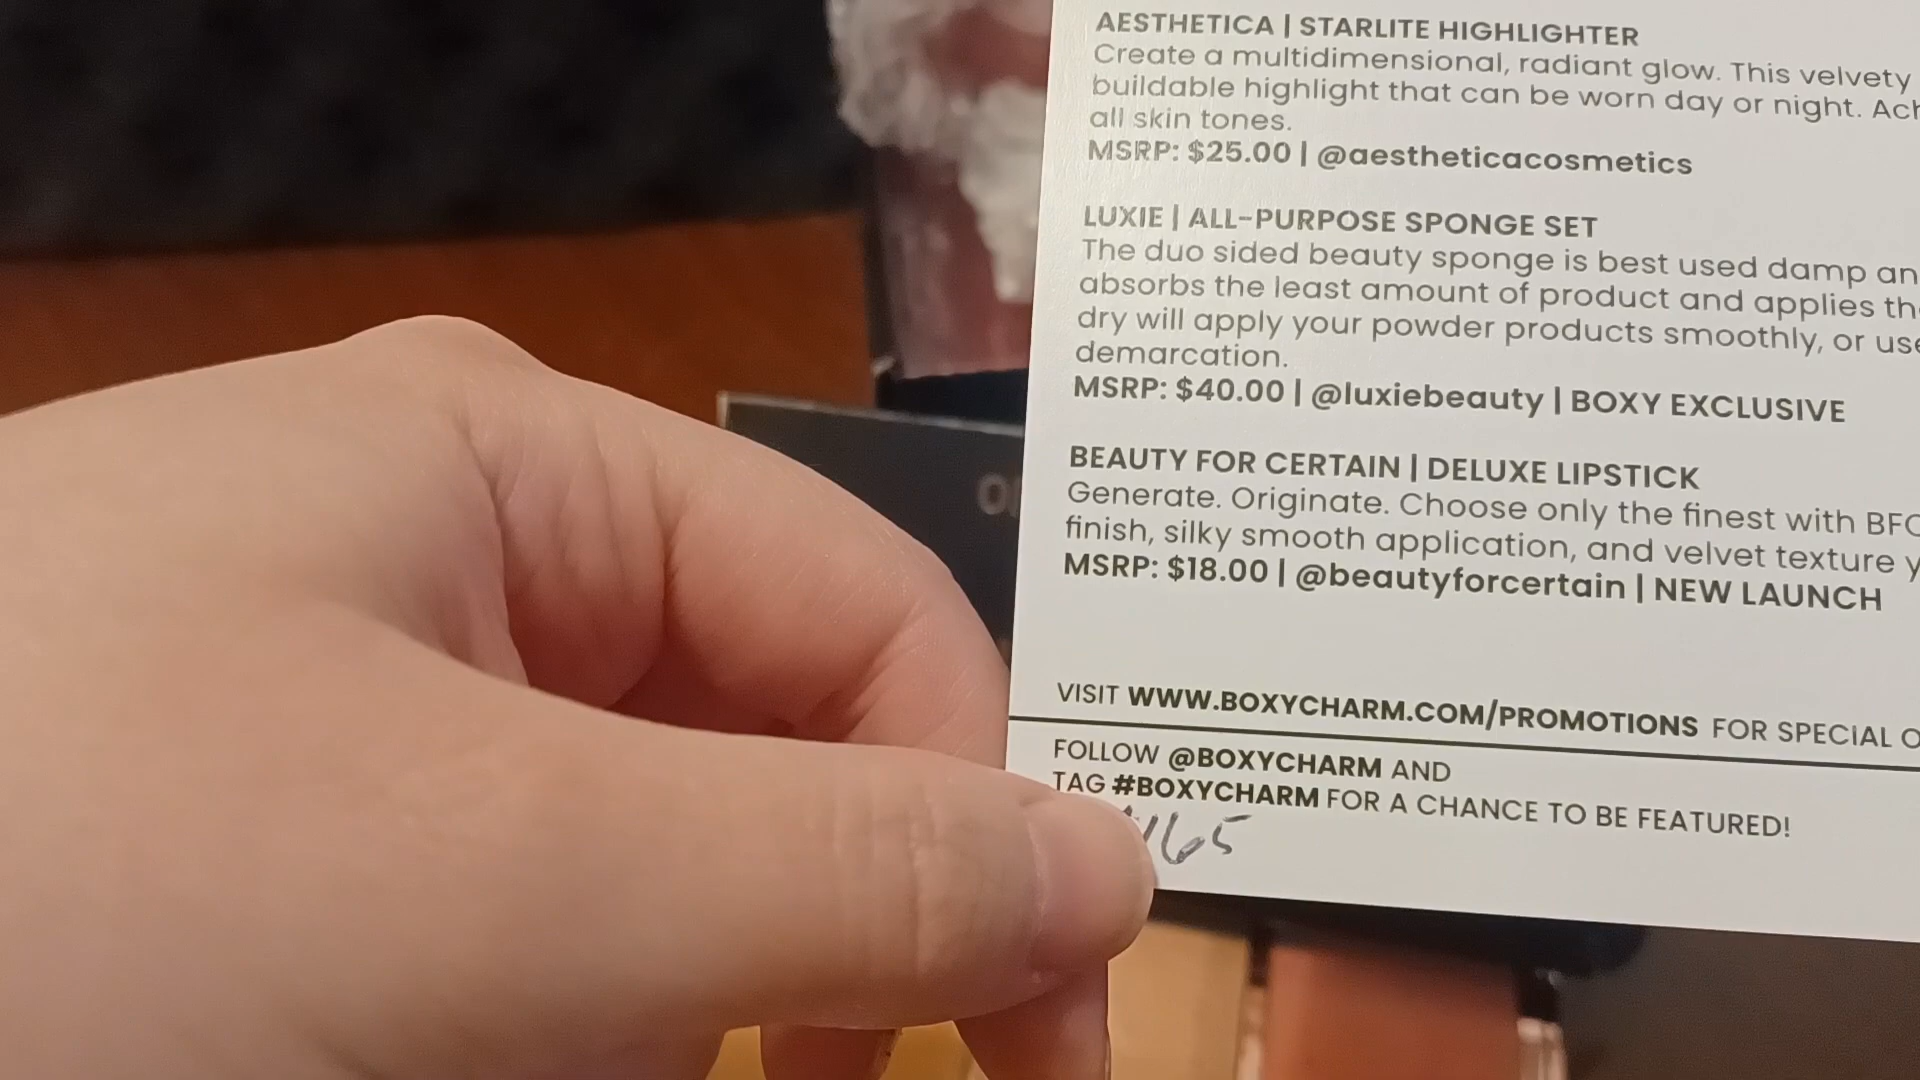 AESTHETICA | STARLITE HIGHLIGHTER
Create a multidimensional, radiant glow. This velvety
buildable highlight that can be worn day or night.
all skin tones.
MSRP: $25.00 | @aestheticacosmetics
LUXIE | ALL-PURPOSE SPONGE SET
The duo sided beauty sponge is best used damp
absorbs the least amount of product and applies
dry will apply your powder products smoothly, or
demarcation.
MSRP: $40.00 | @luxiebeauty | BOXY EXCLUSIVE
BEAUTY FOR CERTAIN | DELUXE LIPSTICK
Generate. Originate. Choose only the finest with
finish, silky smooth application, and velvet texture
MSRP: $18.00 | @beautyforcertain | NEW LAUNCH
VISIT WWW.BOXYCHARM.COM/PROMOTIONS FOR SPECIAL
FOLLOW @BOXYCHARM AND
TAG #BOXYCHARM FOR A CHANCE TO BE FEATURED!
165